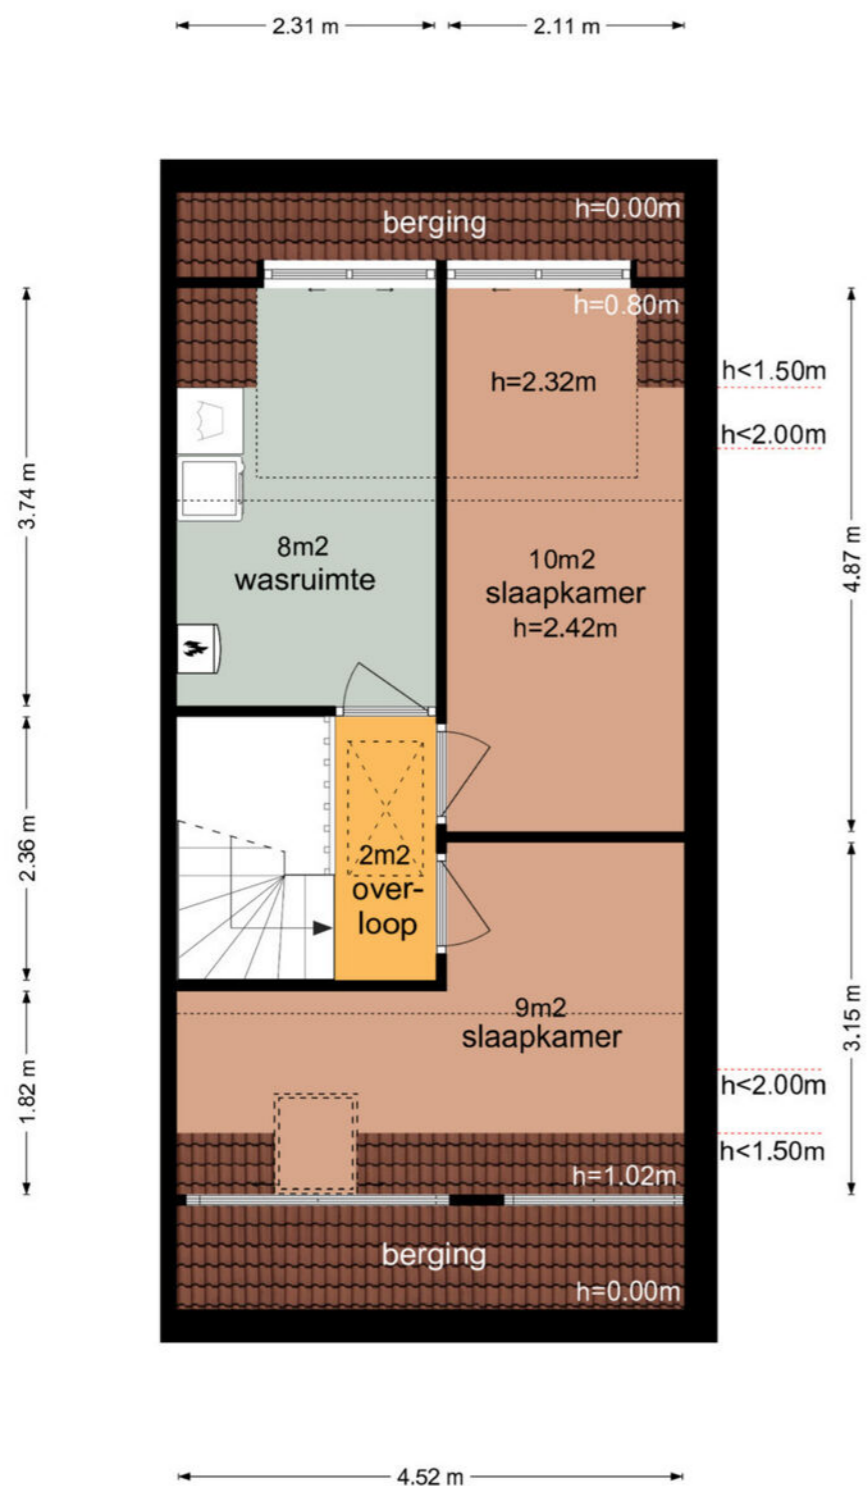 2.31 m
2.11 m
h=0.00m
berging
h=0.80m
h<1.50m
h=2.32m
h<2.00m
3.74 m
4.87 m
8m2
wasruimte
10m2
slaapkamer
h=2.42m
2.36 m
2m2
over-
loop
9m2
slaapkamer
3.15 m
1.82 m
h<2.00m
h<1.50m
h=1.02m
berging
h=0.00m
4.52 m